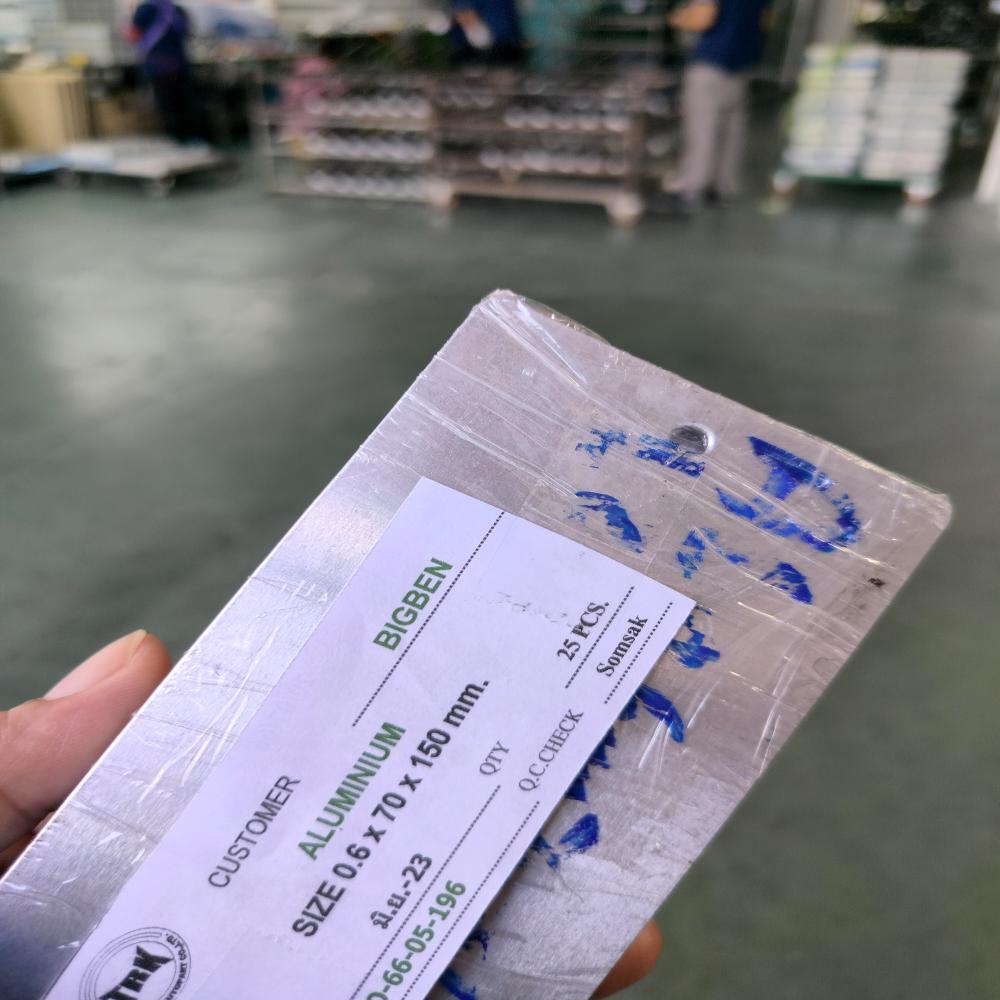 CUSTOMER BIGBEN
ALUMINIUM
SIZE 0.6 x 70 x 150 mm.
มิ.ย.-23 QTY 25 PCS.
-66-05-196 Q.C.CHECK Somsak
TRK